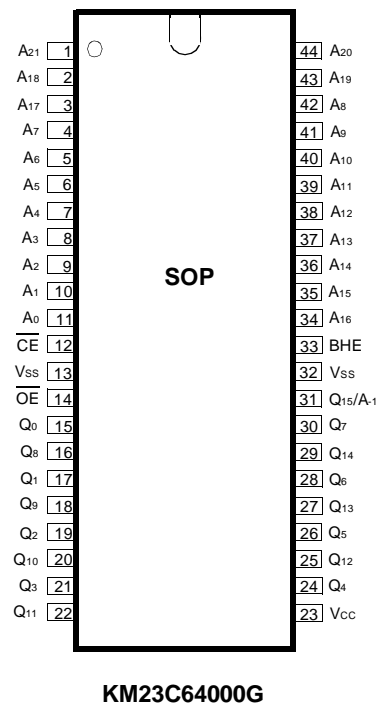 A21 1 44 A20
A18 2 43 A19
A17 3 42 A8
A7 4 41 A9
A6 5 40 A10
A5 6 39 A11
A4 7 38 A12
A3 8 37 A13
A2 9 36 A14
SOP
A1 10 35 A15
A0 11 34 A16
CE 12 33 BHE
VSS 13 32 VSS
OE 14 31 Q15/A-1
Q0 15 30 Q7
Q8 16 29 Q14
Q1 17 28 Q6
Q9 18 27 Q13
Q2 19 26 Q5
Q10 20 25 Q12
Q3 21 24 Q4
Q11 22 23 VCC
KM23C64000G